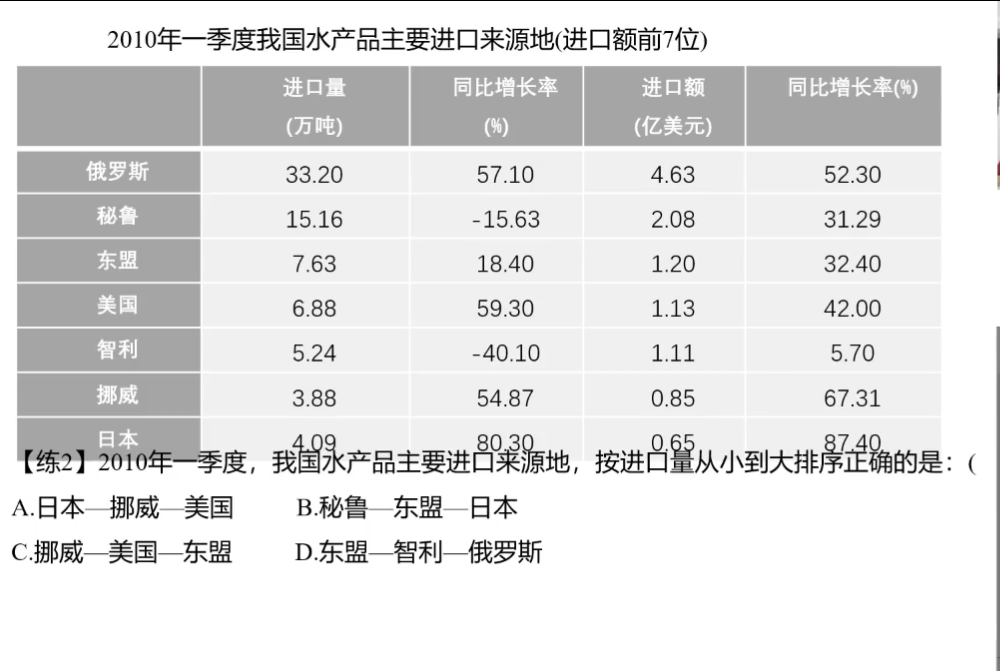 2010年一季度我国水产品主要进口来源地(进口额前7位)
进口量 (万吨) 同比增长率 (%) 进口额 (亿美元) 同比增长率(%)
俄罗斯 33.20 57.10 4.63 52.30
秘鲁 15.16 -15.63 2.08 31.29
东盟 7.63 18.40 1.20 32.40
美国 6.88 59.30 1.13 42.00
智利 5.24 -40.10 1.11 5.70
挪威 3.88 54.87 0.85 67.31
日本 4.09 80.30 0.65 87.40
【练2】2010年一季度，我国水产品主要进口来源地，按进口量从小到大排序正确的是：(
A.日本—挪威—美国 B.秘鲁—东盟—日本
C.挪威—美国—东盟 D.东盟—智利—俄罗斯